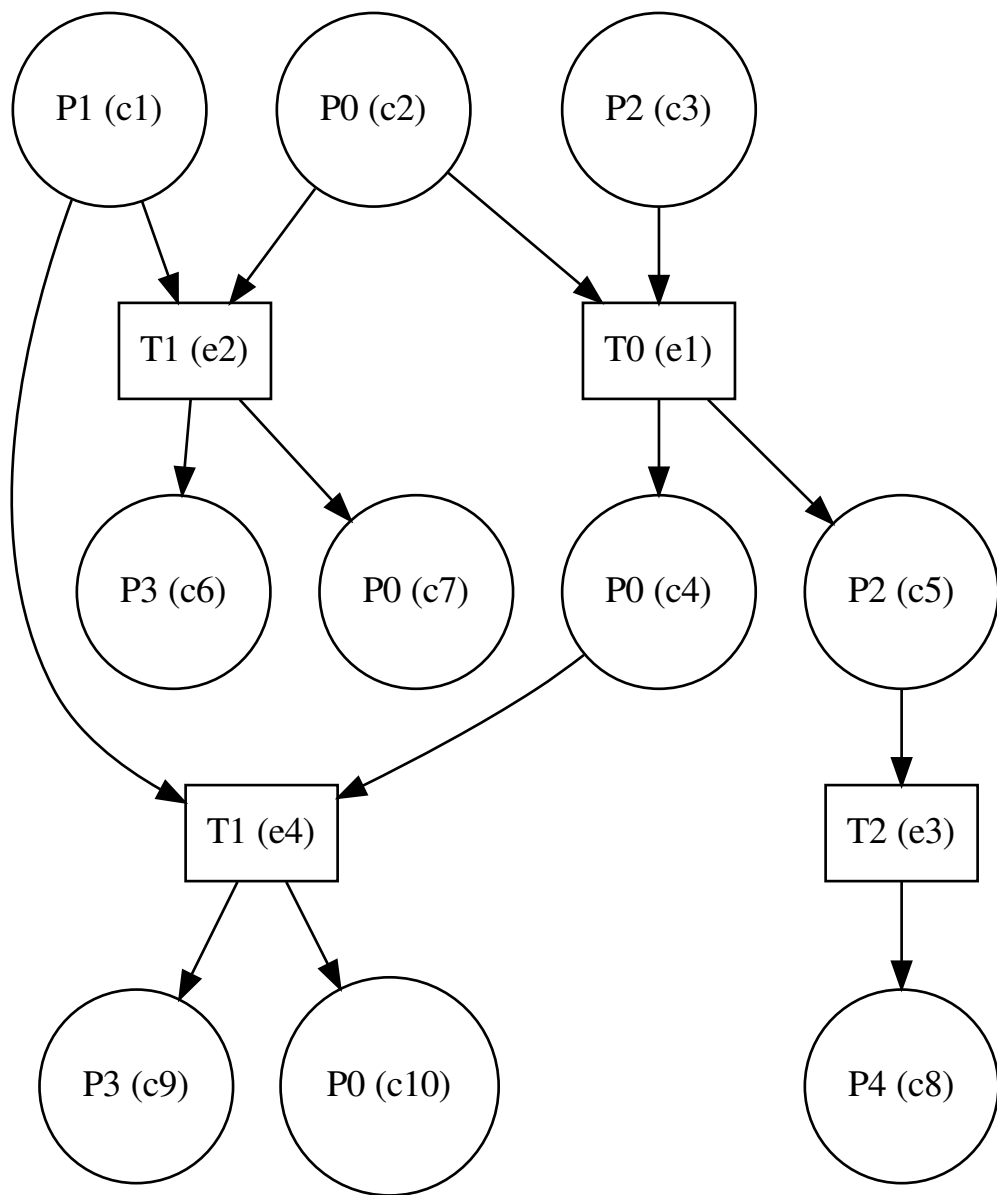 P1 (c1)
P0 (c2)
P2 (c3)
T1 (e2)
T0 (e1)
P3 (c6)
P0 (c7)
P0 (c4)
P2 (c5)
T1 (e4)
T2 (e3)
P3 (c9)
P0 (c10)
P4 (c8)